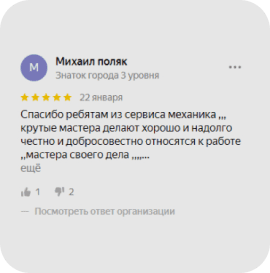 М
Михаил поляк
Знаток города 3 уровня
22 января
Спасибо ребятам из сервиса механика ,,,
крутые мастера делают хорошо и надолго
честно и добросовестно относятся к работе
,,мастера своего дела ,,,,...
ещё
1 2
— Посмотреть ответ организации